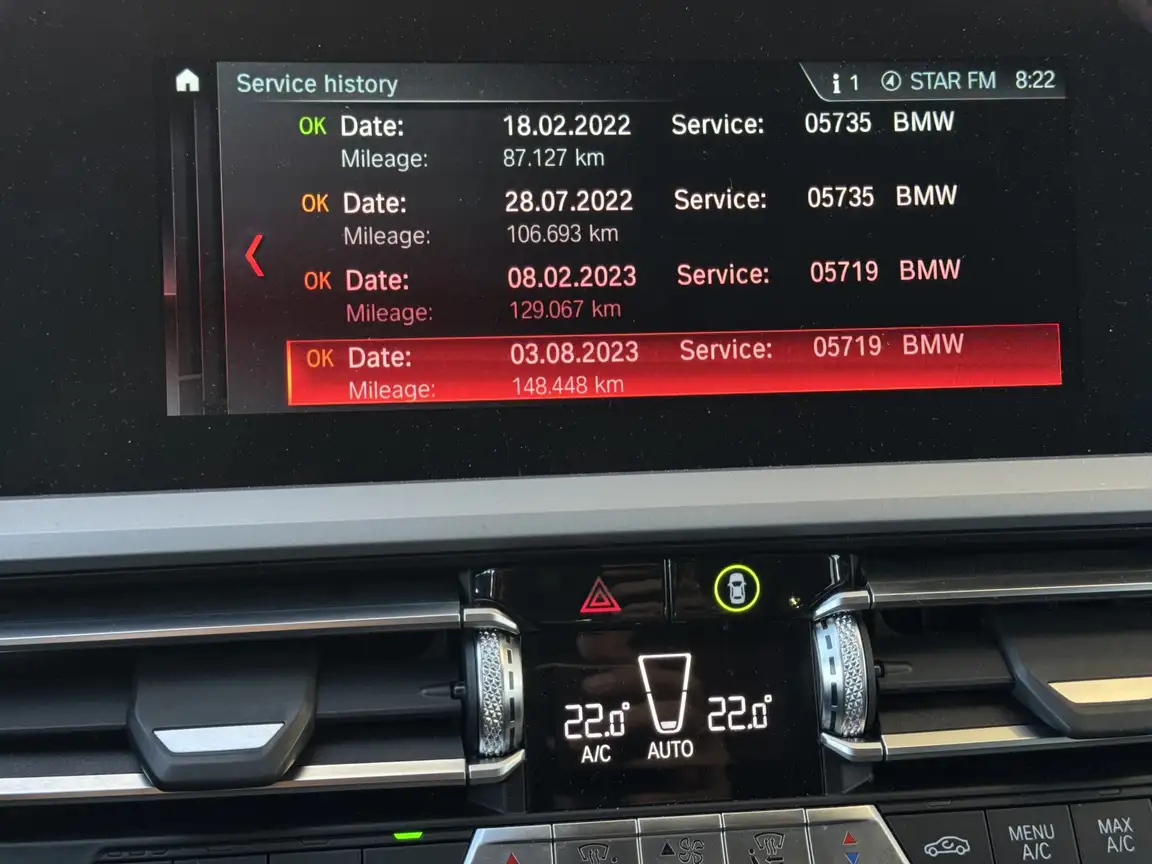 Service history
i 1 STAR FM 8:22
OK Date: 18.02.2022 Service: 05735 BMW
Mileage: 87.127 km
OK Date: 28.07.2022 Service: 05735 BMW
Mileage: 106.693 km
OK Date: 08.02.2023 Service: 05719 BMW
Mileage: 129.067 km
OK Date: 03.08.2023 Service: 05719 BMW
Mileage: 148.448 km
22.0° 22.0°
A/C AUTO
MENU A/C
MAX A/C